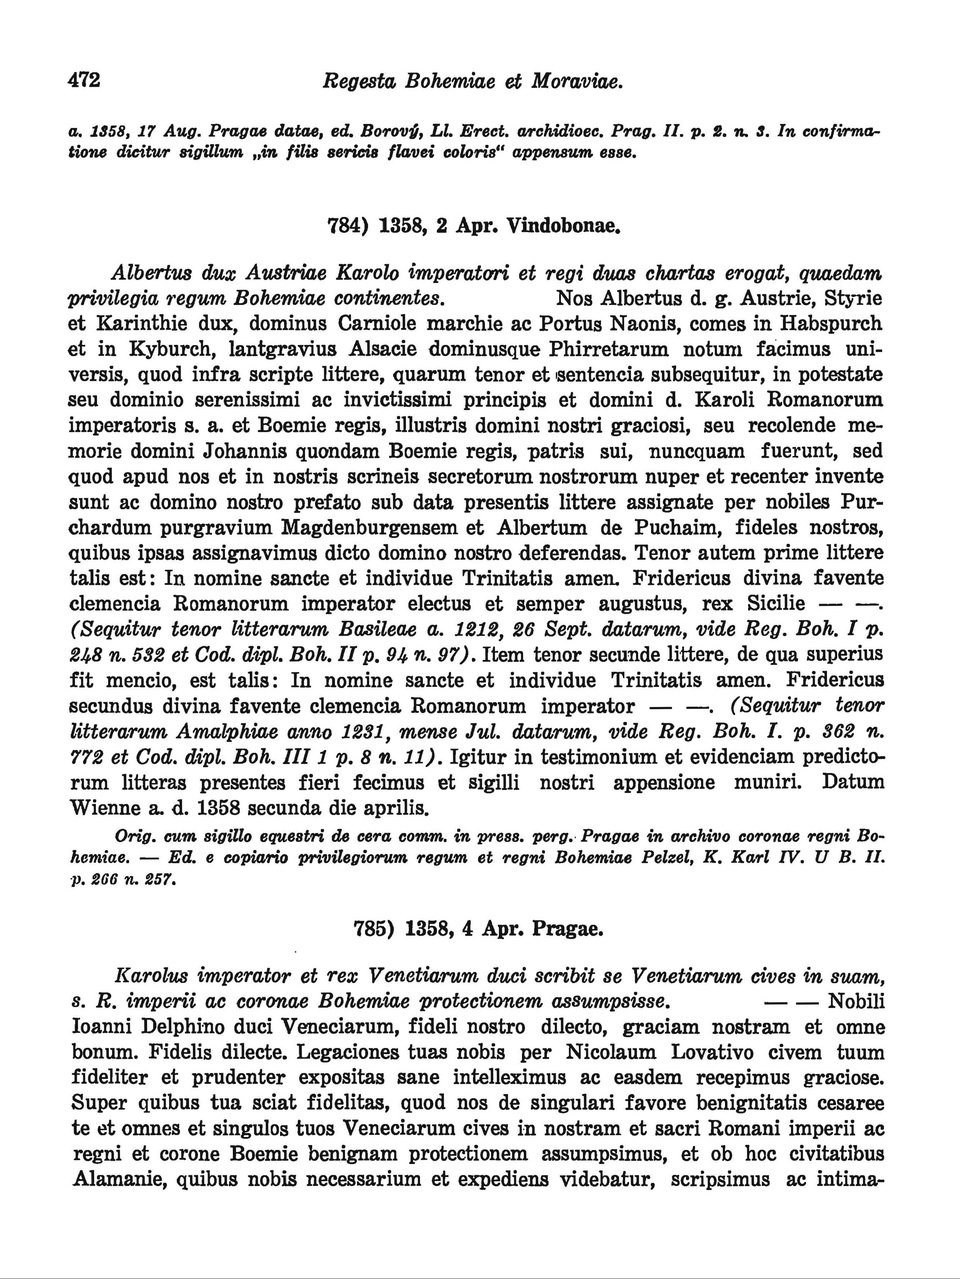 472 Regesta Bohemiae et Moraviae.
a. 1358, 17 Aug. Pragae datae, ed. Borový, Ll. Erect. archidioec. Prag. II. p. 2. n. 3. In confirma-
tione dicitur sigillum „in filis sericis flavei coloris“ appensum esse.
784) 1358, 2 Apr. Vindobonae.
Albertus dux Austriae Karolo imperatori et regi duas chartas erogat, quaedam
privilegia regum Bohemiae continentes. Nos Albertus d. g. Austrie, Styrie
et Karinthie dux, dominus Carniole marchie ac Portus Naonis, comes in Habspurch
et in Kyburch, lantgravius Alsacie dominusque Phirretarum notum facimus uni-
versis, quod infra scripte littere, quarum tenor et sentencia subsequitur, in potestate
seu dominio serenissimi ac invictissimi principis et domini d. Karoli Romanorum
imperatoris s. a. et Boemie regis, illustris domini nostri graciosi, seu recolende me-
morie domini Johannis quondam Boemie regis, patris sui, nuncquam fuerunt, sed
quod apud nos et in nostris scrineis secretorum nostrorum nuper et recenter invente
sunt ac domino nostro prefato sub data presentis littere assignate per nobiles Pur-
chardum purgravium Magdenburgensem et Albertum de Puchaim, fideles nostros,
quibus ipsas assignavimus dicto domino nostro deferendas. Tenor autem prime littere
talis est: In nomine sancte et individue Trinitatis amen. Fridericus divina favente
clemencia Romanorum imperator electus et semper augustus, rex Sicilie — —.
(Sequitur tenor litterarum Basileae a. 1212, 26 Sept. datarum, vide Reg. Boh. I p.
248 n. 532 et Cod. dipl. Boh. II p. 94 n. 97). Item tenor secunde littere, de qua superius
fit mencio, est talis: In nomine sancte et individue Trinitatis amen. Fridericus
secundus divina favente clemencia Romanorum imperator — —. (Sequitur tenor
litterarum Amalphiae anno 1231, mense Jul. datarum, vide Reg. Boh. I. p. 362 n.
772 et Cod. dipl. Boh. III 1 p. 8 n. 11). Igitur in testimonium et evidenciam predicto-
rum litteras presentes fieri fecimus et sigilli nostri appensione muniri. Datum
Wienne a. d. 1358 secunda die aprilis.
Orig. cum sigillo equestri de cera comm. in press. perg. Pragae in archivo coronae regni Bo-
hemiae. — Ed. e copiario privilegiorum regum et regni Bohemiae Pelzel, K. Karl IV. U B. II.
p. 266 n. 257.
785) 1358, 4 Apr. Pragae.
Karolus imperator et rex Venetiarum duci scribit se Venetiarum cives in suam,
s. R. imperii ac coronae Bohemiae protectionem assumpsisse. — — Nobili
Ioanni Delphino duci Veneciarum, fideli nostro dilecto, graciam nostram et omne
bonum. Fidelis dilecte. Legaciones tuas nobis per Nicolaum Lovativo civem tuum
fideliter et prudenter expositas sane intelleximus ac easdem recepimus graciose.
Super quibus tua sciat fidelitas, quod nos de singulari favore benignitatis cesaree
te et omnes et singulos tuos Veneciarum cives in nostram et sacri Romani imperii ac
regni et corone Boemie benignam protectionem assumpsimus, et ob hoc civitatibus
Alamanie, quibus nobis necessarium et expediens videbatur, scripsimus ac intima-